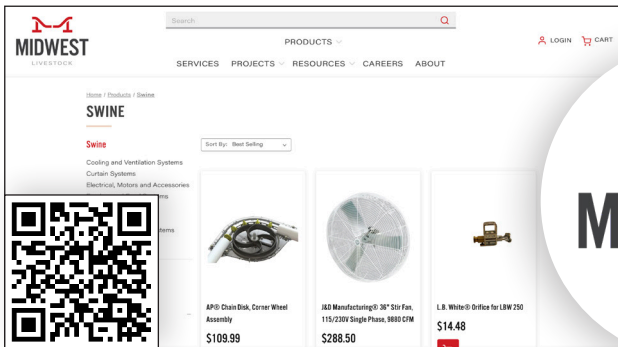 Search
MIDWEST
LIVESTOCK
PRODUCTS
LOGIN
CART
SERVICES PROJECTS RESOURCES CAREERS ABOUT
Home / Products / Swine
SWINE
Swine
Sort By: Best Selling
Cooling and Ventilation Systems
Curtain Systems
Electrical, Motors and Accessories
AP® Chain Disk, Corner Wheel
Assembly
$109.99
J&D Manufacturing® 36" Stir Fan,
115/230V Single Phase, 9880 CFM
$288.50
L.B. White® Orifice for LBW 250
$14.48
M